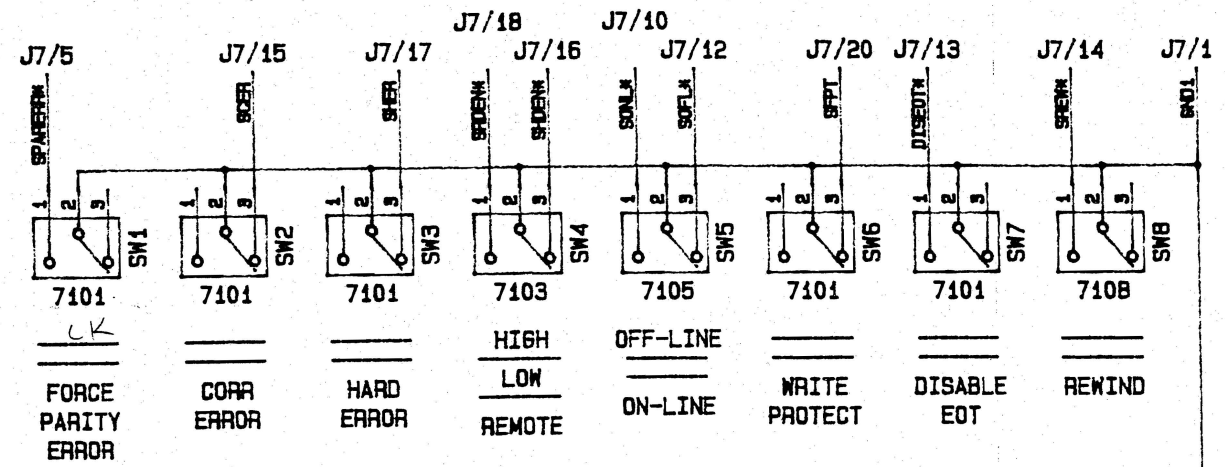 J7/18 J7/10
J7/5 J7/15 J7/17 J7/16 J7/12 J7/20 J7/13 J7/14 J7/1
SPARERR* SCER SHER SRDEN* SHDEN* SONL* SOFL* SFPT DISEOT* SREW* GND1
1 2 3 1 2 3 1 2 3 1 2 3 1 2 3 1 2 3 1 2 3 1 2 3
SW1 SW2 SW3 SW4 SW5 SW6 SW7 SW8
7101 7101 7101 7103 7105 7101 7101 7108
CK
HIGH OFF-LINE
LOW
FORCE CORR HARD WRITE DISABLE REWIND
PARITY ERROR ERROR REMOTE ON-LINE PROTECT EOT
ERROR